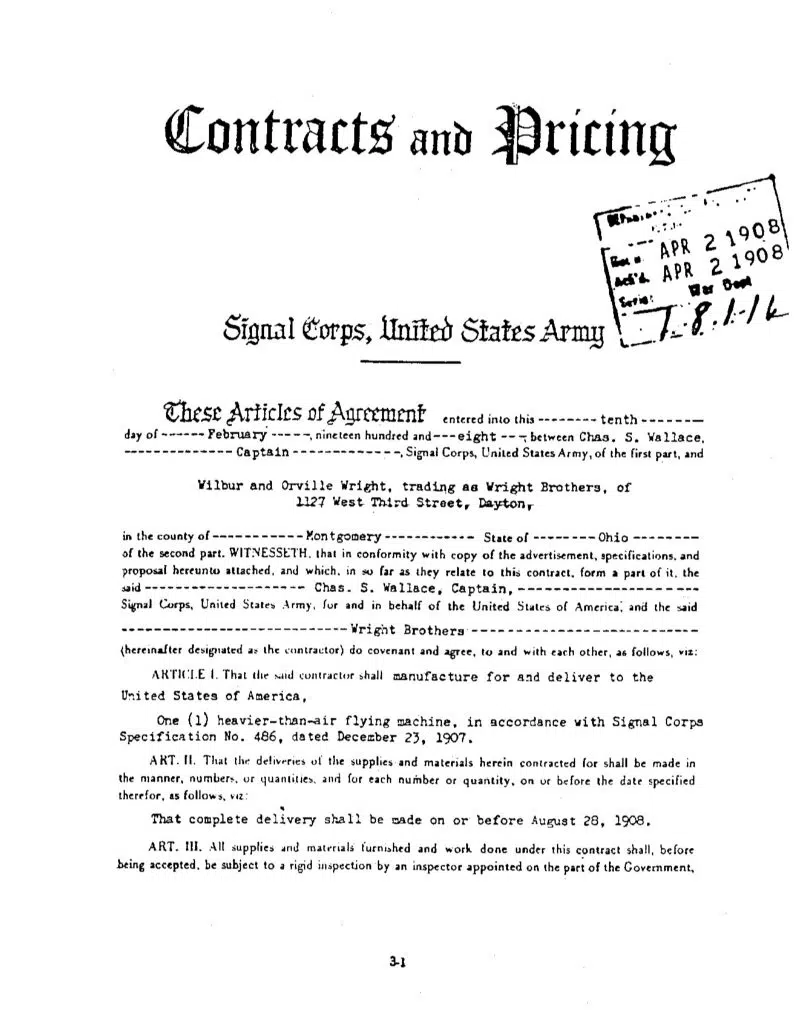 Contracts and Pricing
APR 2 1908
Ack'd. APR 2 1908
War Dept
Signal Corps, United States Army
These Articles of Agreement entered into this -------- tenth --------
day of ------ February -----, nineteen hundred and --- eight ---, between Chas. S. Wallace,
-------------- Captain -------------, Signal Corps, United States Army, of the first part, and
Wilbur and Orville Wright, trading as Wright Brothers, of
1127 West Third Street, Dayton,
in the county of ----------- Montgomery ----------- State of -------- Ohio --------
of the second part. WITNESSETH, that in conformity with copy of the advertisement, specifications, and
proposal hereunto attached, and which, in so far as they relate to this contract, form a part of it, the
said -------------------- Chas. S. Wallace, Captain, -----------------------
Signal Corps, United States Army, for and in behalf of the United States of America, and the said
---------------------------- Wright Brothers ----------------------------
(hereinafter designated as the contractor) do covenant and agree, to and with each other, as follows, viz:
ARTICLE I. That the said contractor shall manufacture for and deliver to the
United States of America,
One (1) heavier-than-air flying machine, in accordance with Signal Corps
Specification No. 486, dated December 23, 1907.
ART. II. That the deliveries of the supplies and materials herein contracted for shall be made in
the manner, numbers, or quantities, and for each number or quantity, on or before the date specified
therefor, as follows, viz:
That complete delivery shall be made on or before August 28, 1908.
ART. III. All supplies and materials furnished and work done under this contract shall, before
being accepted, be subject to a rigid inspection by an inspector appointed on the part of the Government,
3-1